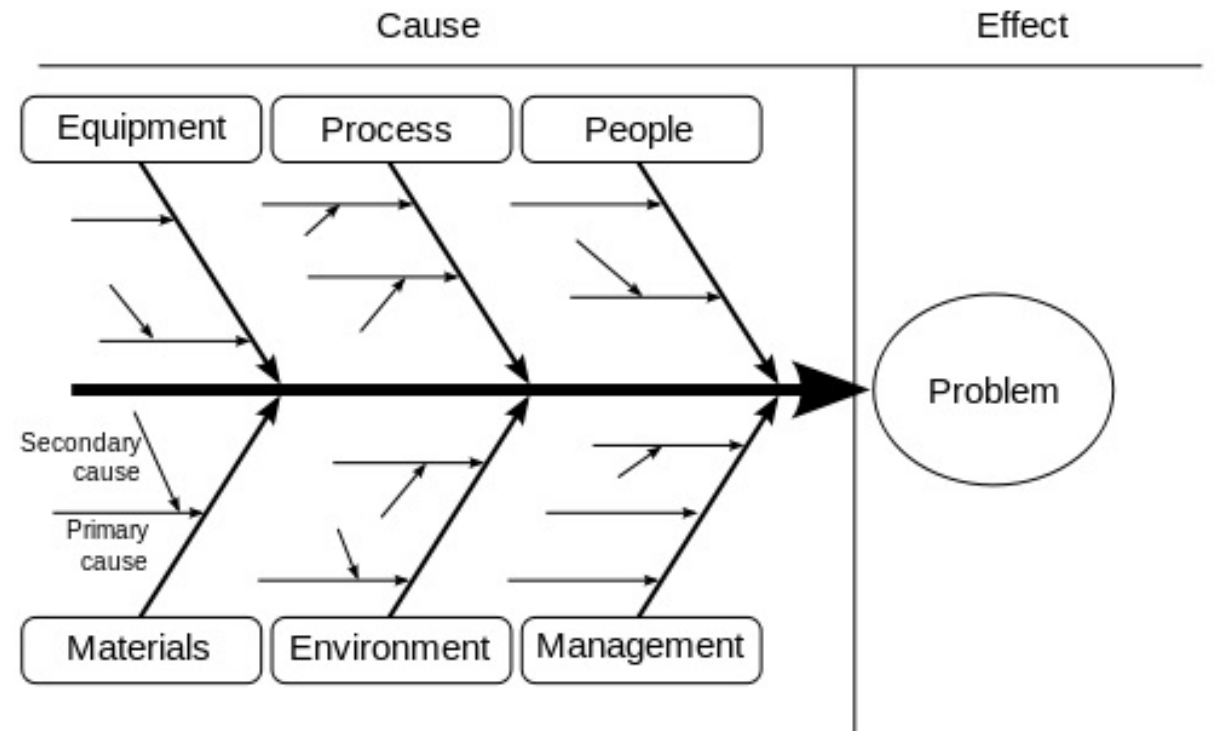 Cause
Effect
Equipment
Process
People
Problem
Secondary
cause
Primary
cause
Materials
Environment
Management